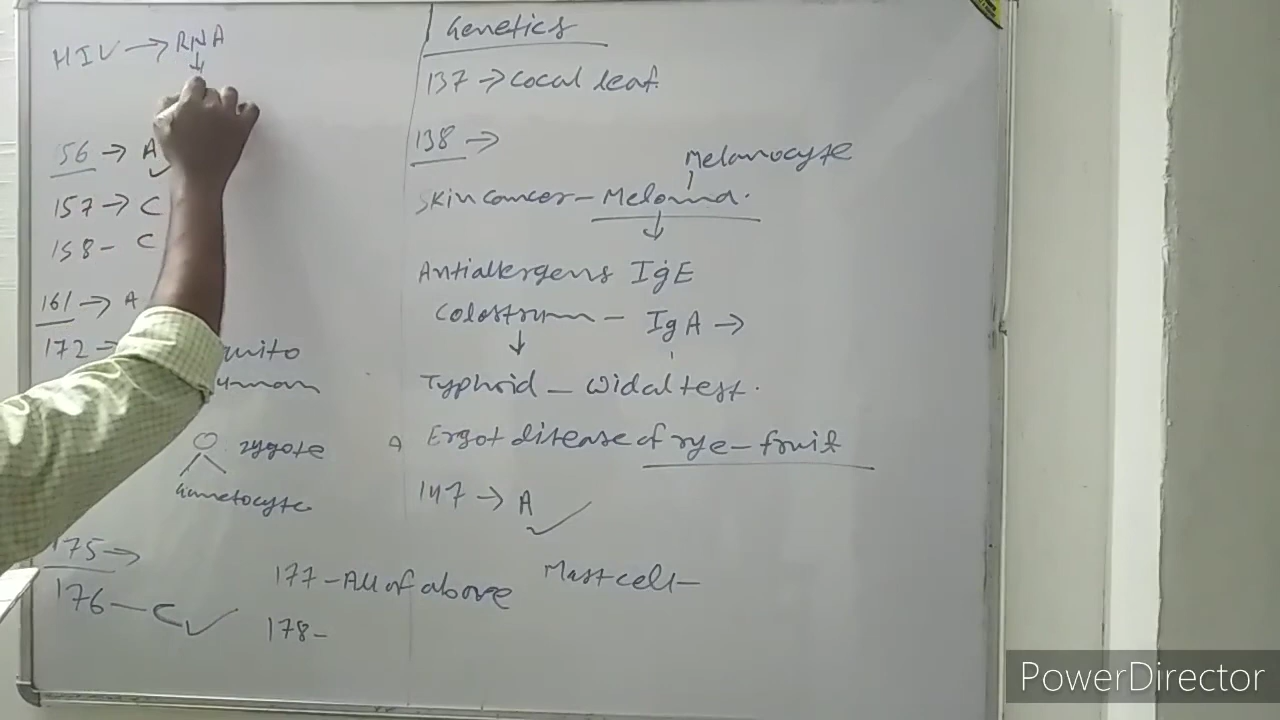 HIV → RNA
↓
56 → A
157 → C
158 - C
161 → A
172 -
zygote
Gametocyte
175 →
176 - C ✓
177 - All of above
178 -
Genetics
137 → Cocal leaf.
138 →
Melanocyte
Skin cancer -
↓
Antiallergens IgE
Colostrum - IgA →
↓
Typhoid - Widal test.
Ergot disease of rye - fruit
147 → A ✓
Mast cell -
PowerDirector